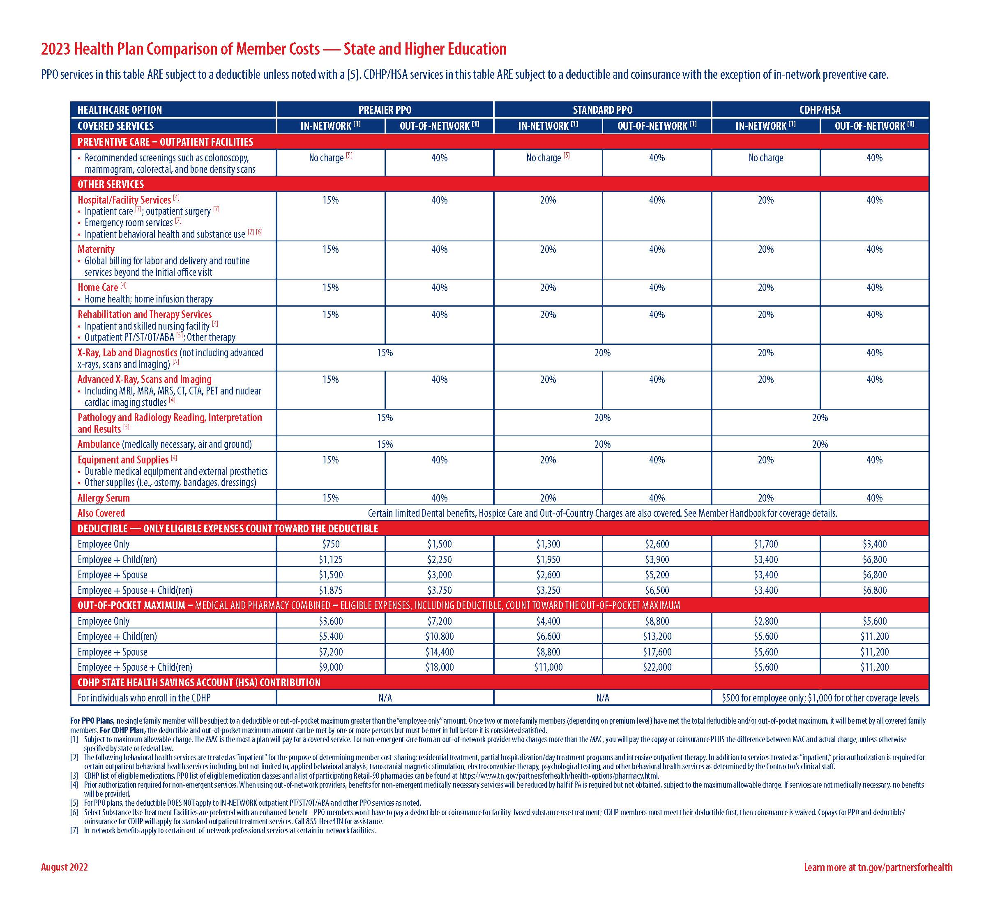 2023 Health Plan Comparison of Member Costs — State and Higher Education
PPO services in this table ARE subject to a deductible unless noted with a [5]. CDHP/HSA services in this table ARE subject to a deductible and coinsurance with the exception of in-network preventive care.
HEALTHCARE OPTION PREMIER PPO STANDARD PPO CDHP/HSA
COVERED SERVICES IN-NETWORK [1] OUT-OF-NETWORK [1] IN-NETWORK [1] OUT-OF-NETWORK [1] IN-NETWORK [1] OUT-OF-NETWORK [1]
PREVENTIVE CARE – OUTPATIENT FACILITIES
• Recommended screenings such as colonoscopy, No charge [5] 40% No charge [5] 40% No charge 40%
mammogram, colorectal, and bone density scans
OTHER SERVICES
Hospital/Facility Services [4] 15% 40% 20% 40% 20% 40%
• Inpatient care [7]; outpatient surgery [7]
• Emergency room services [7]
• Inpatient behavioral health and substance use [2] [6]
Maternity 15% 40% 20% 40% 20% 40%
• Global billing for labor and delivery and routine
services beyond the initial office visit
Home Care [4] 15% 40% 20% 40% 20% 40%
• Home health; home infusion therapy
Rehabilitation and Therapy Services 15% 40% 20% 40% 20% 40%
• Inpatient and skilled nursing facility [4]
• Outpatient PT/ST/OT/ABA [5]; Other therapy
X-Ray, Lab and Diagnostics (not including advanced 15% 20% 20% 40%
x-rays, scans and imaging) [5]
Advanced X-Ray, Scans and Imaging 15% 40% 20% 40% 20% 40%
• Including MRI, MRA, MRS, CT, CTA, PET and nuclear
cardiac imaging studies [4]
Pathology and Radiology Reading, Interpretation 15% 20% 20%
and Results [5]
Ambulance (medically necessary, air and ground) 15% 20% 20%
Equipment and Supplies [4] 15% 40% 20% 40% 20% 40%
• Durable medical equipment and external prosthetics
• Other supplies (i.e., ostomy, bandages, dressings)
Allergy Serum 15% 40% 20% 40% 20% 40%
Also Covered Certain limited Dental benefits, Hospice Care and Out-of-Country Charges are also covered. See Member Handbook for coverage details.
DEDUCTIBLE — ONLY ELIGIBLE EXPENSES COUNT TOWARD THE DEDUCTIBLE
Employee Only $750 $1,500 $1,300 $2,600 $1,700 $3,400
Employee + Child(ren) $1,125 $2,250 $1,950 $3,900 $3,400 $6,800
Employee + Spouse $1,500 $3,000 $2,600 $5,200 $3,400 $6,800
Employee + Spouse + Child(ren) $1,875 $3,750 $3,250 $6,500 $3,400 $6,800
OUT-OF-POCKET MAXIMUM – MEDICAL AND PHARMACY COMBINED – ELIGIBLE EXPENSES, INCLUDING DEDUCTIBLE, COUNT TOWARD THE OUT-OF-POCKET MAXIMUM
Employee Only $3,600 $7,200 $4,400 $8,800 $2,800 $5,600
Employee + Child(ren) $5,400 $10,800 $6,600 $13,200 $5,600 $11,200
Employee + Spouse $7,200 $14,400 $8,800 $17,600 $5,600 $11,200
Employee + Spouse + Child(ren) $9,000 $18,000 $11,000 $22,000 $5,600 $11,200
CDHP STATE HEALTH SAVINGS ACCOUNT (HSA) CONTRIBUTION
For individuals who enroll in the CDHP N/A N/A $500 for employee only; $1,000 for other coverage levels
For PPO Plans, no single family member will be subject to a deductible or out-of-pocket maximum greater than the “employee only” amount. Once two or more family members (depending on premium level) have met the total deductible and/or out-of-pocket maximum, it will be met by all covered family
members. For CDHP Plan, the deductible and out-of-pocket maximum amount can be met by one or more persons but must be met in full before it is considered satisfied.
[1] Subject to maximum allowable charge. The MAC is the most a plan will pay for a covered service. For non-emergent care from an out-of-network provider who charges more than the MAC, you will pay the copay or coinsurance PLUS the difference between MAC and actual charge, unless otherwise
specified by state or federal law.
[2] The following behavioral health services are treated as “inpatient” for the purpose of determining member cost-sharing: residential treatment, partial hospitalization/day treatment programs and intensive outpatient therapy. In addition to services treated as “inpatient,” prior authorization is required for
certain outpatient behavioral health services including, but not limited to, applied behavioral analysis, transcranial magnetic stimulation, electroconvulsive therapy, psychological testing, and other behavioral health services as determined by the Contractor’s clinical staff.
[3] CDHP list of eligible medications, PPO list of eligible medication classes and a list of participating Retail-90 pharmacies can be found at https://www.tn.gov/partnersforhealth/health-options/pharmacy.html.
[4] Prior authorization required for non-emergent services. When using out-of-network providers, benefits for non-emergent medically necessary services will be reduced by half if PA is required but not obtained, subject to the maximum allowable charge. If services are not medically necessary, no benefits
will be provided.
[5] For PPO plans, the deductible DOES NOT apply to IN-NETWORK outpatient PT/ST/OT/ABA and other PPO services as noted.
[6] Select Substance Use Treatment Facilities are preferred with an enhanced benefit - PPO members won’t have to pay a deductible or coinsurance for facility-based substance use treatment; CDHP members must meet their deductible first, then coinsurance is waived. Copays for PPO and deductible/
coinsurance for CDHP will apply for standard outpatient treatment services. Call 855-Here4TN for assistance.
[7] In-network benefits apply to certain out-of-network professional services at certain in-network facilities.
August 2022 Learn more at tn.gov/partnersforhealth